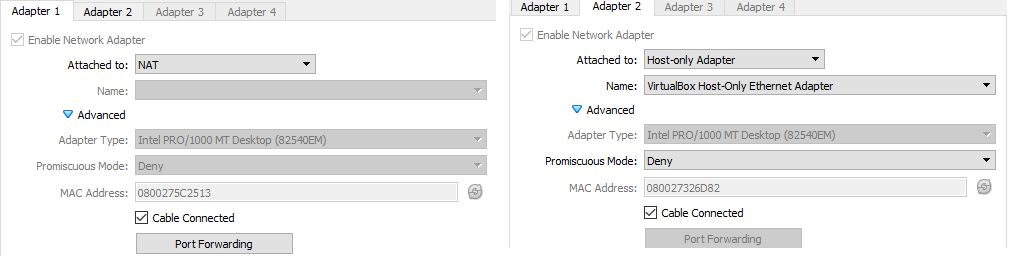 Adapter 1 Adapter 2 Adapter 3 Adapter 4
Enable Network Adapter
Attached to: NAT
Name:
Advanced
Adapter Type: Intel PRO/1000 MT Desktop (82540EM)
Promiscuous Mode: Deny
MAC Address: 0800275C2513
Cable Connected
Port Forwarding
Adapter 1 Adapter 2 Adapter 3 Adapter 4
Enable Network Adapter
Attached to: Host-only Adapter
Name: VirtualBox Host-Only Ethernet Adapter
Advanced
Adapter Type: Intel PRO/1000 MT Desktop (82540EM)
Promiscuous Mode: Deny
MAC Address: 080027326D82
Cable Connected
Port Forwarding